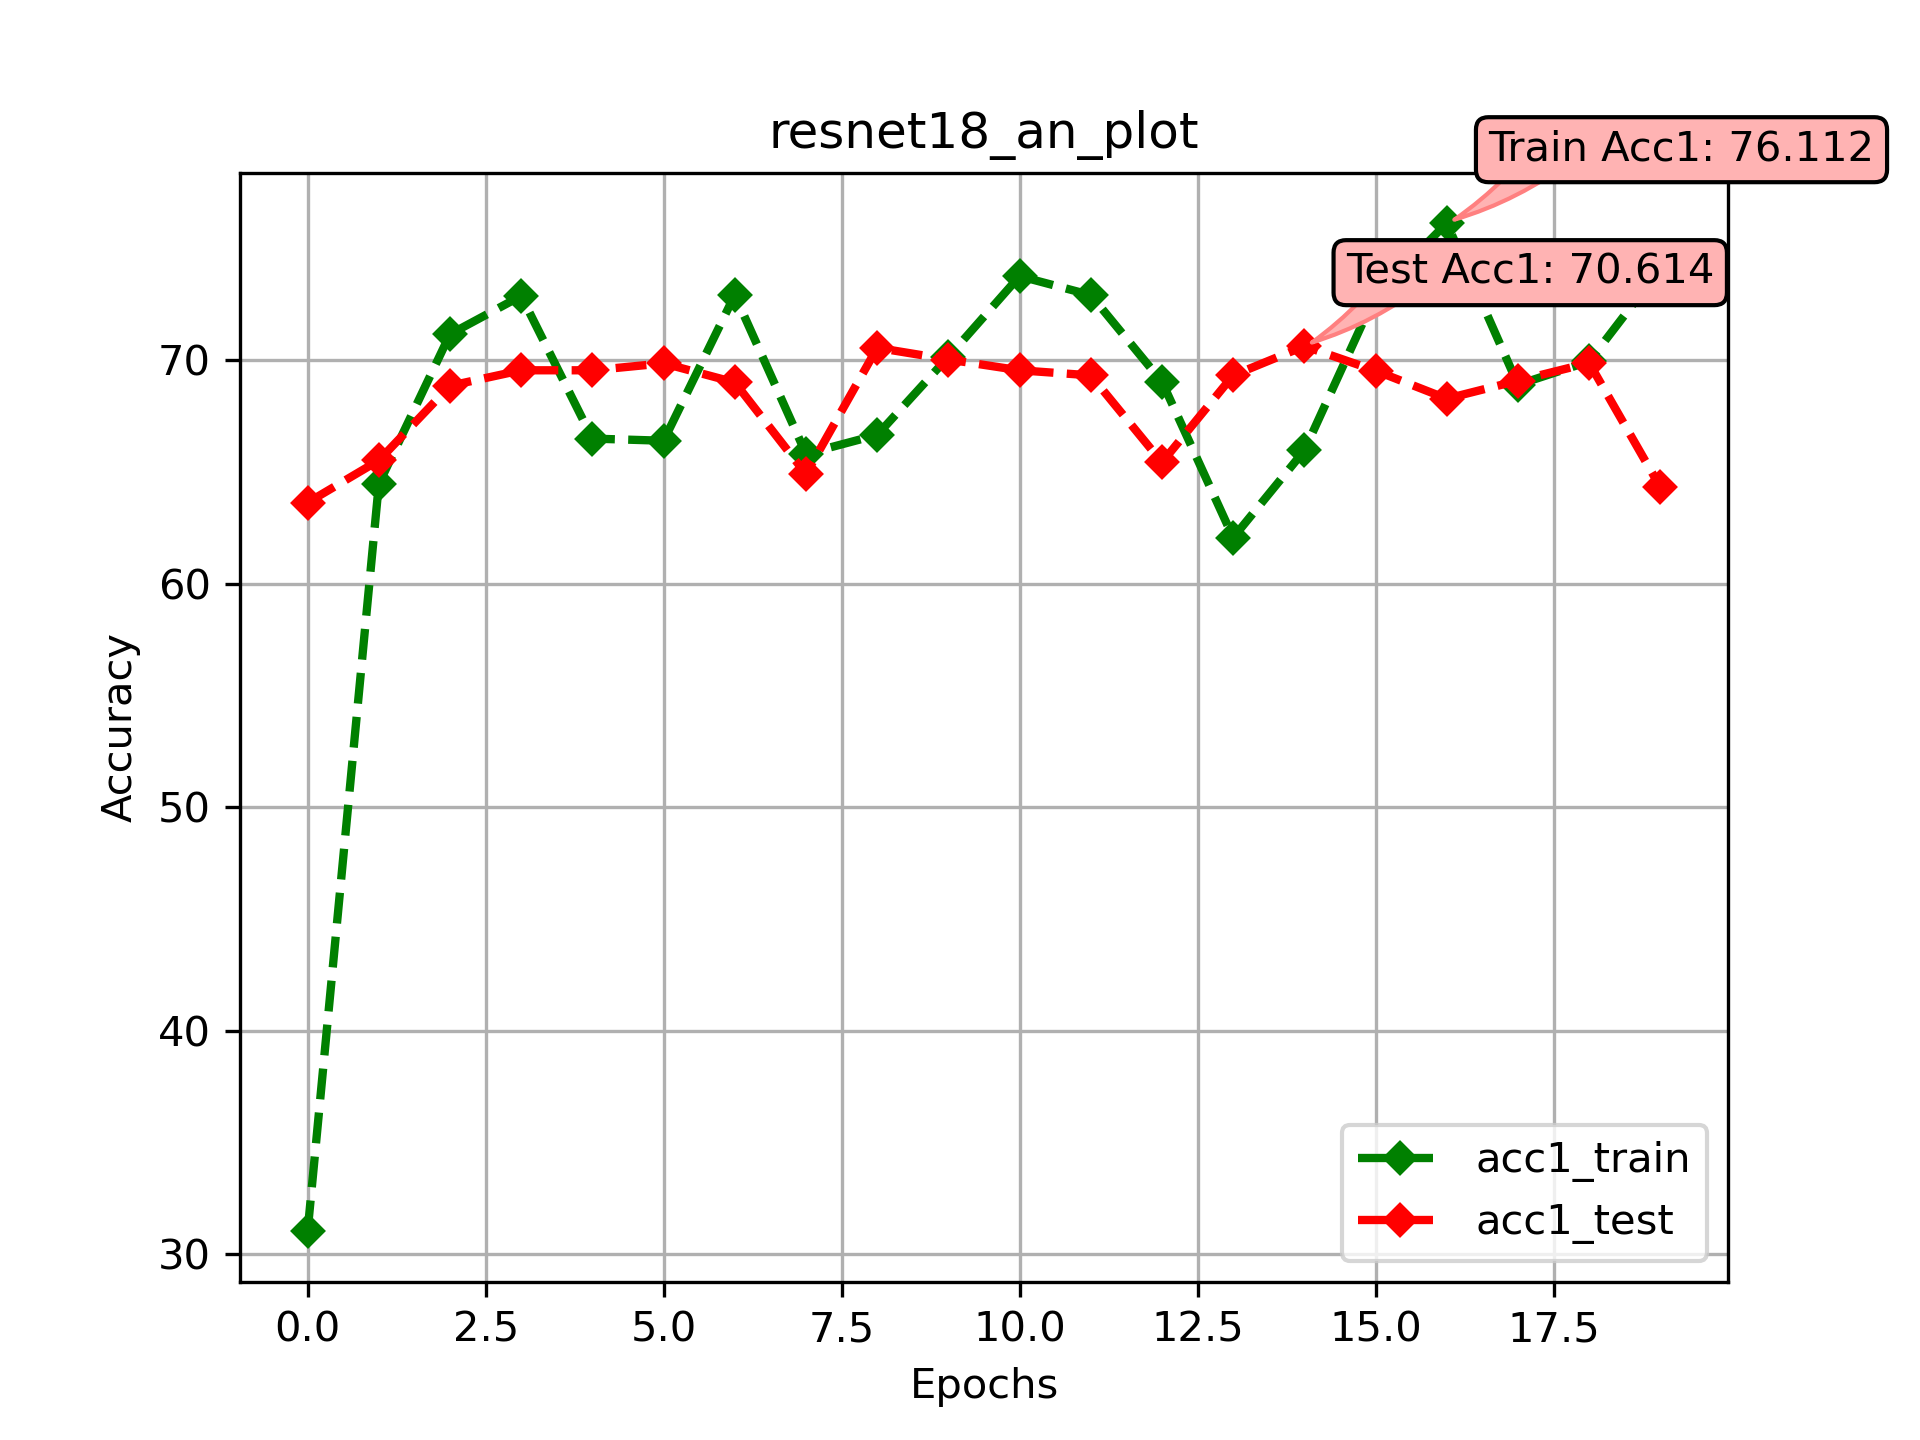 resnet18_an_plot
Train Acc1: 76.112
Test Acc1: 70.614
70
60
50
40
30
Accuracy
0.0 2.5 5.0 7.5 10.0 12.5 15.0 17.5
Epochs
acc1_train
acc1_test